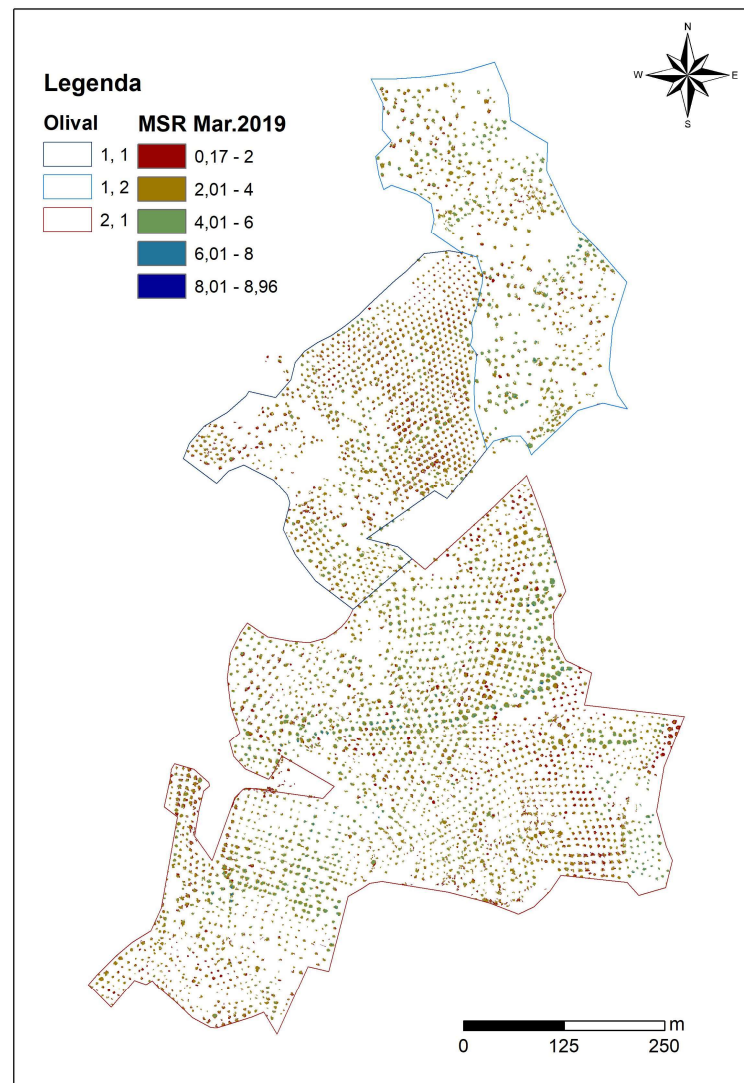 N
W E
S
Legenda
Olival MSR Mar.2019
1, 1 0,17 - 2
1, 2 2,01 - 4
2, 1 4,01 - 6
6,01 - 8
8,01 - 8,96
m
0 125 250